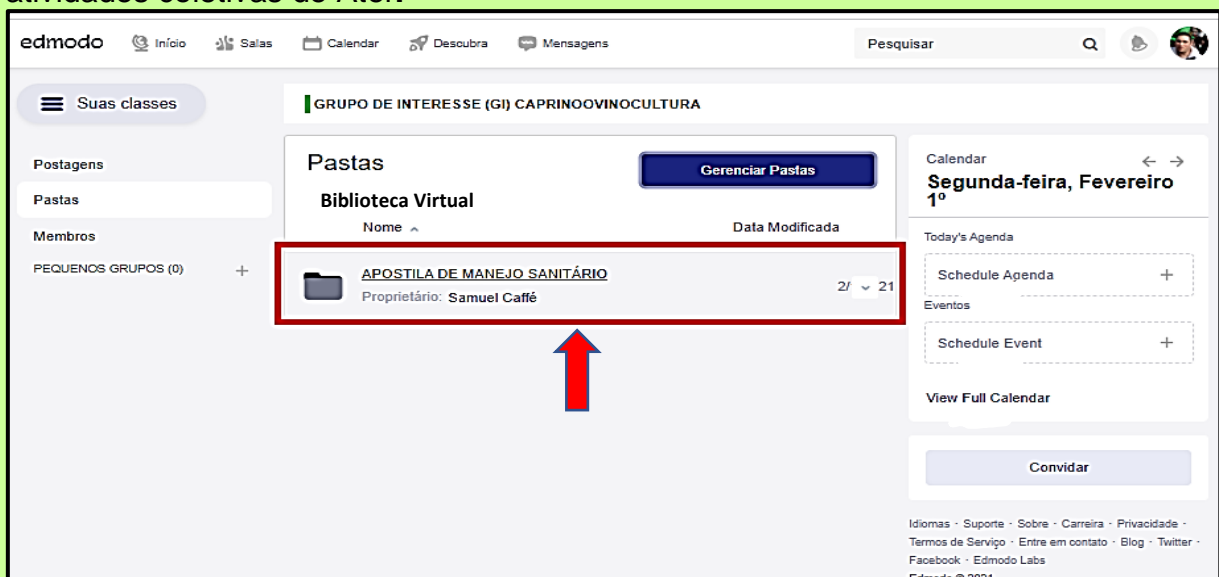 edmodo Início Salas Calendar Descubra Mensagens Pesquisar
Suas classes
GRUPO DE INTERESSE (GI) CAPRINOOVINOCULTURA
Postagens
Pastas
Membros
PEQUENOS GRUPOS (0) +
Pastas
Gerenciar Pastas
Biblioteca Virtual
Nome Data Modificada
APOSTILA DE MANEJO SANITÁRIO
Proprietário: Samuel Caffé
2/ 21
Calendar ← →
Segunda-feira, Fevereiro
1º
Today's Agenda
Schedule Agenda +
Eventos
Schedule Event +
View Full Calendar
Convidar
Idiomas - Suporte - Sobre - Carreira - Privacidade -
Termos de Serviço - Entre em contato - Blog - Twitter -
Facebook - Edmodo Labs